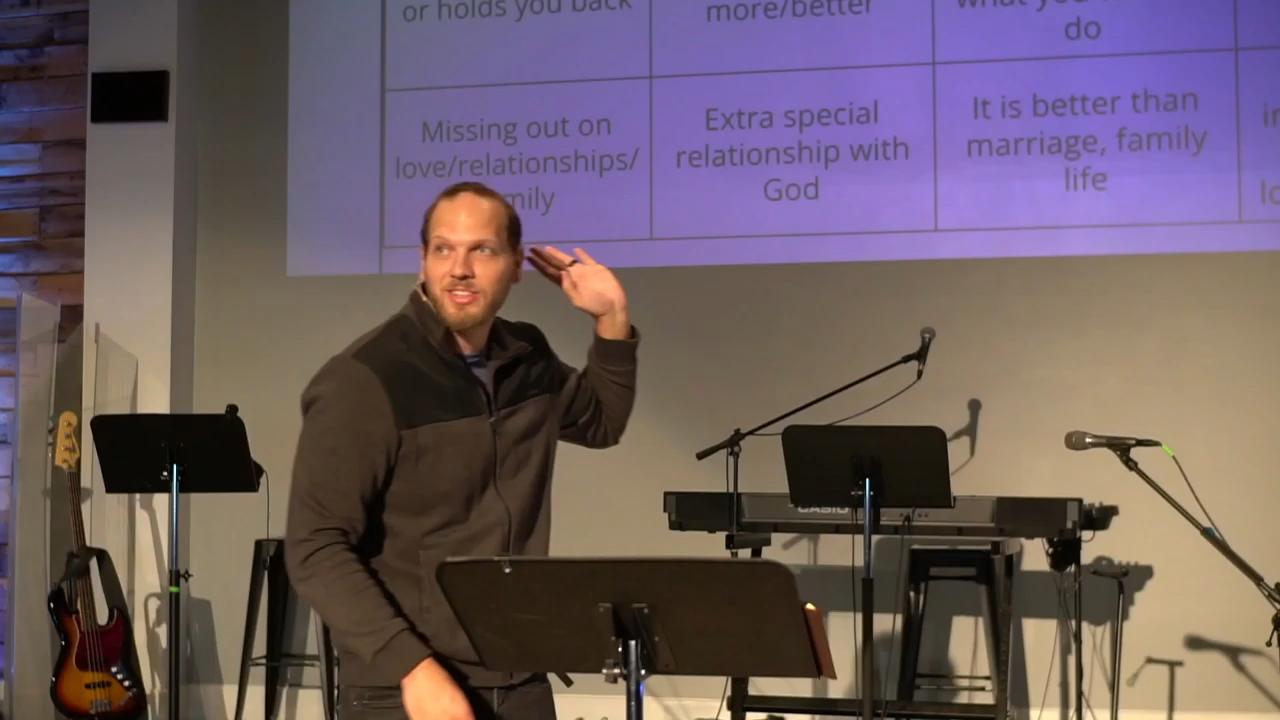 or holds you back
more/better
do
Missing out on
love/relationships/
Extra special
relationship with
God
It is better than
marriage, family
life
CASIO